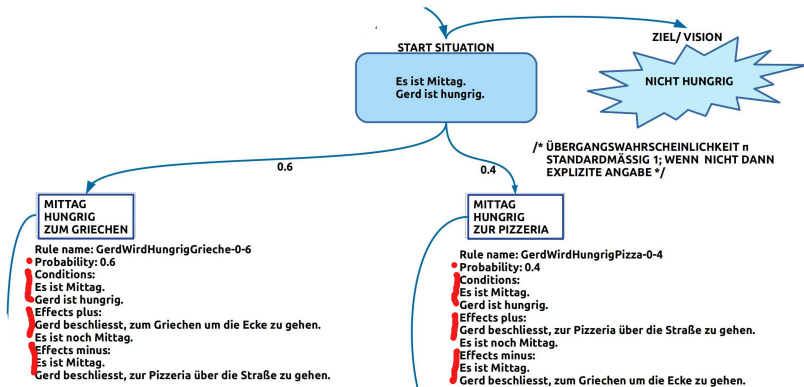 START SITUATION
ZIEL/ VISION
Es ist Mittag.
Gerd ist hungrig.
NICHT HUNGRIG
/* ÜBERGANGSWAHRSCHEINLICHKEIT n
STANDARDMÄSSIG 1; WENN NICHT DANN
EXPLIZITE ANGABE */
0.6
0.4
MITTAG
HUNGRIG
ZUM GRIECHEN
Rule name: GerdWirdHungrigGrieche-0-6
Probability: 0.6
Conditions:
Es ist Mittag.
Gerd ist hungrig.
Effects plus:
Gerd beschliesst, zum Griechen um die Ecke zu gehen.
Es ist noch Mittag.
Effects minus:
Es ist Mittag.
Gerd beschliesst, zur Pizzeria über die Straße zu gehen.
MITTAG
HUNGRIG
ZUR PIZZERIA
Rule name: GerdWirdHungrigPizza-0-4
Probability: 0.4
Conditions:
Es ist Mittag.
Gerd ist hungrig.
Effects plus:
Gerd beschliesst, zur Pizzeria über die Straße zu gehen.
Es ist noch Mittag.
Effects minus:
Es ist Mittag.
Gerd beschliesst, zum Griechen um die Ecke zu gehen.